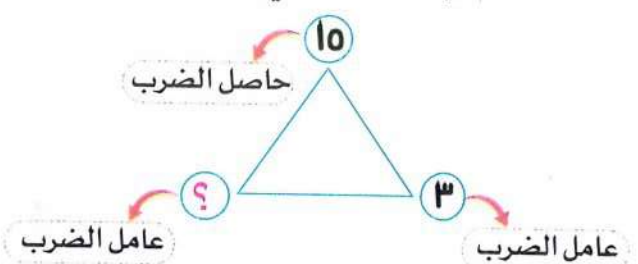 ١٥
حاصل الضرب
؟
٣
عامل الضرب
عامل الضرب